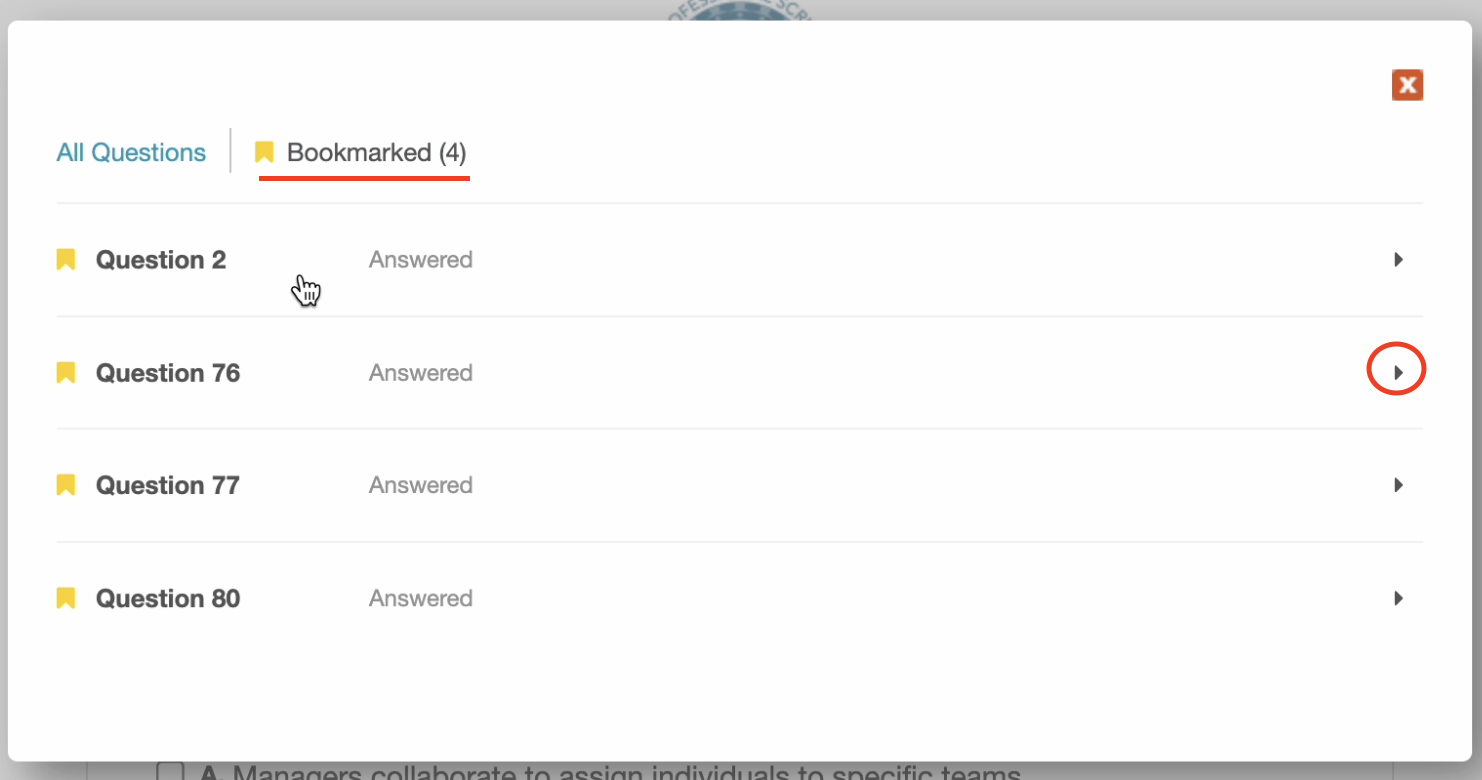 X
All Questions
Bookmarked (4)
Question 2 Answered
Question 76 Answered
Question 77 Answered
Question 80 Answered
A. Managers collaborate to assign individuals to specific teams.